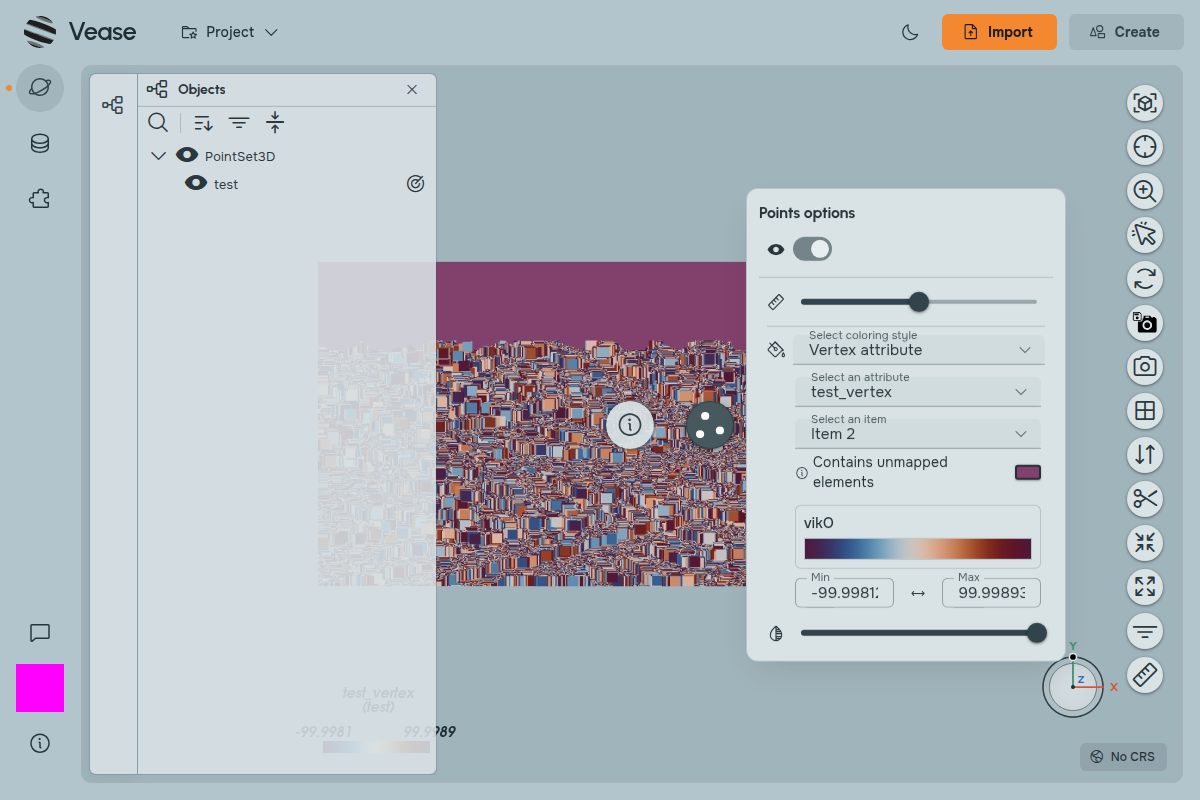 Vease
Project
Import
Create
Objects
PointSet3D
test
Points options
Select coloring style
Vertex attribute
Select an attribute
test_vertex
Select an item
Item 2
Contains unmapped
elements
vikO
Min
Max
-99.99812
99.99893
test_vertex
(test)
-99.9981
99.9989
Y
Z
X
No CRS